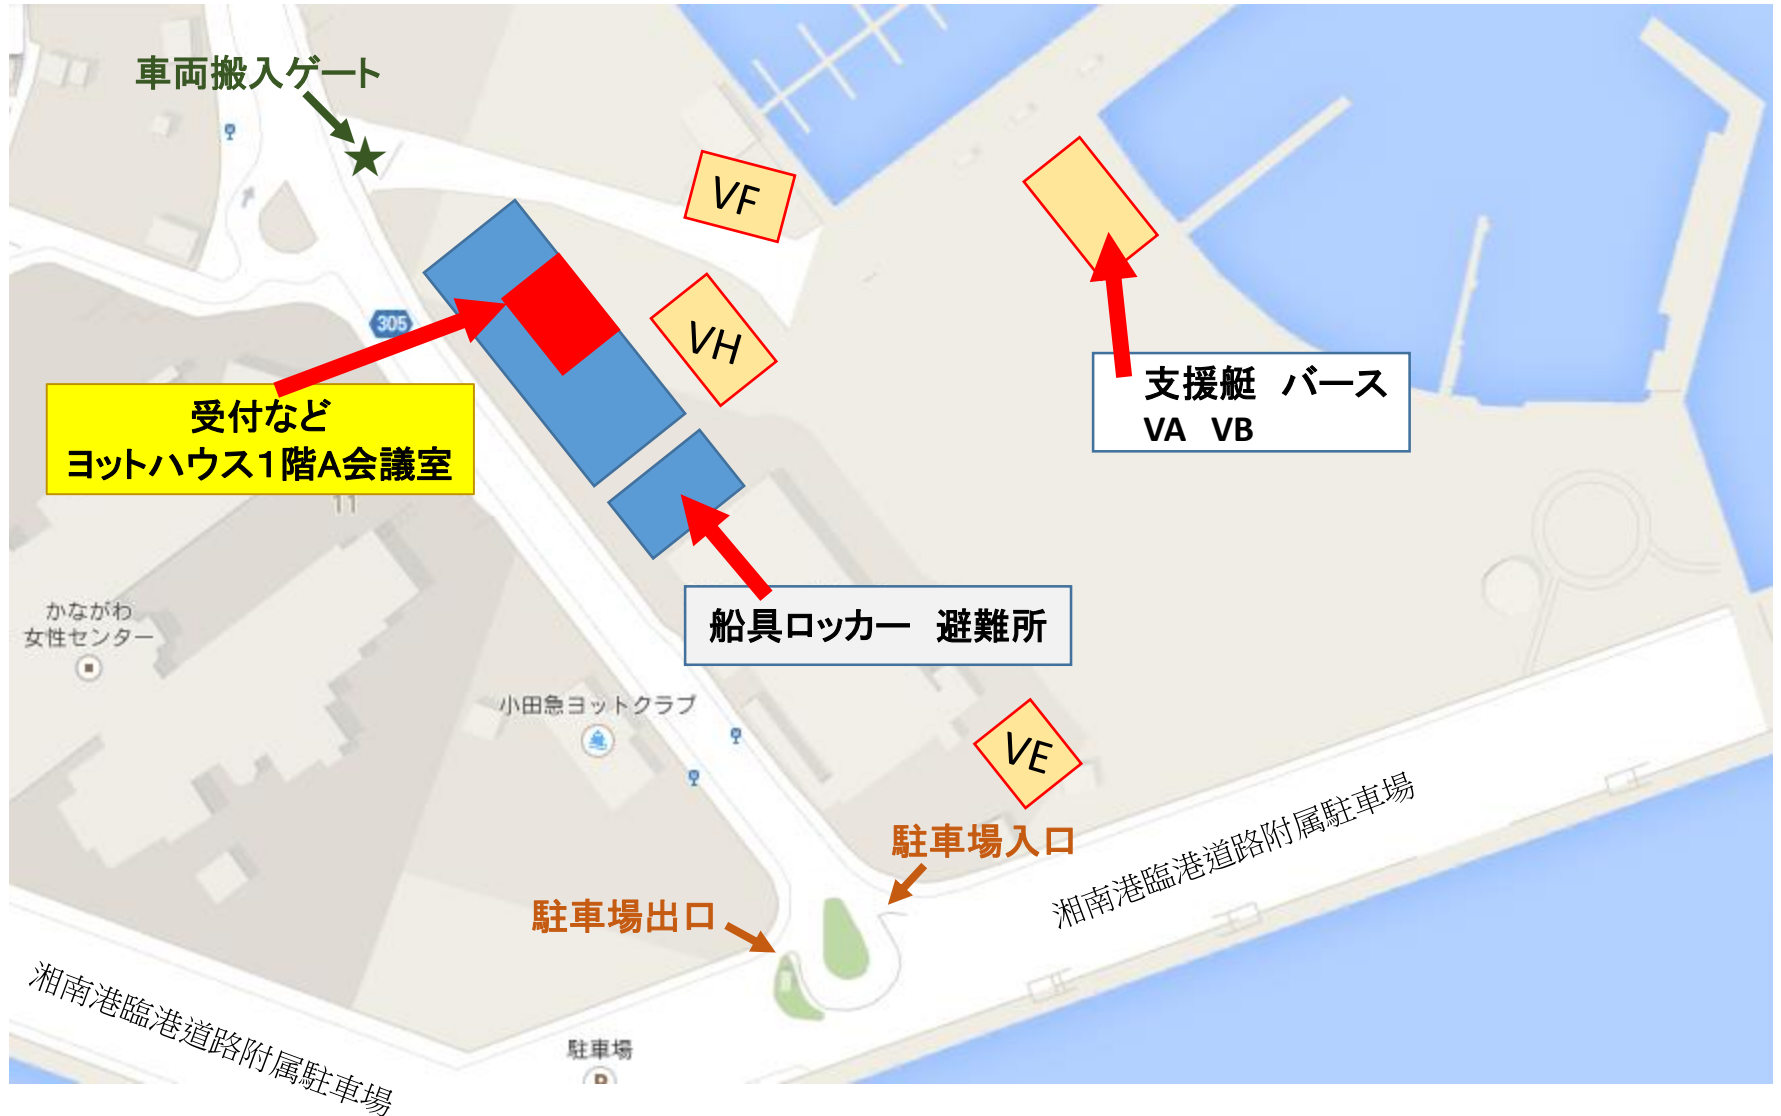 車両搬入ゲート
VF
VH
305
受付など
ヨットハウス1階A会議室
支援艇　バース
VA　VB
11
船具ロッカー　避難所
かながわ
女性センター
小田急ヨットクラブ
VE
駐車場入口
湘南港臨港道路附属駐車場
駐車場出口
湘南港臨港道路附属駐車場
駐車場
P